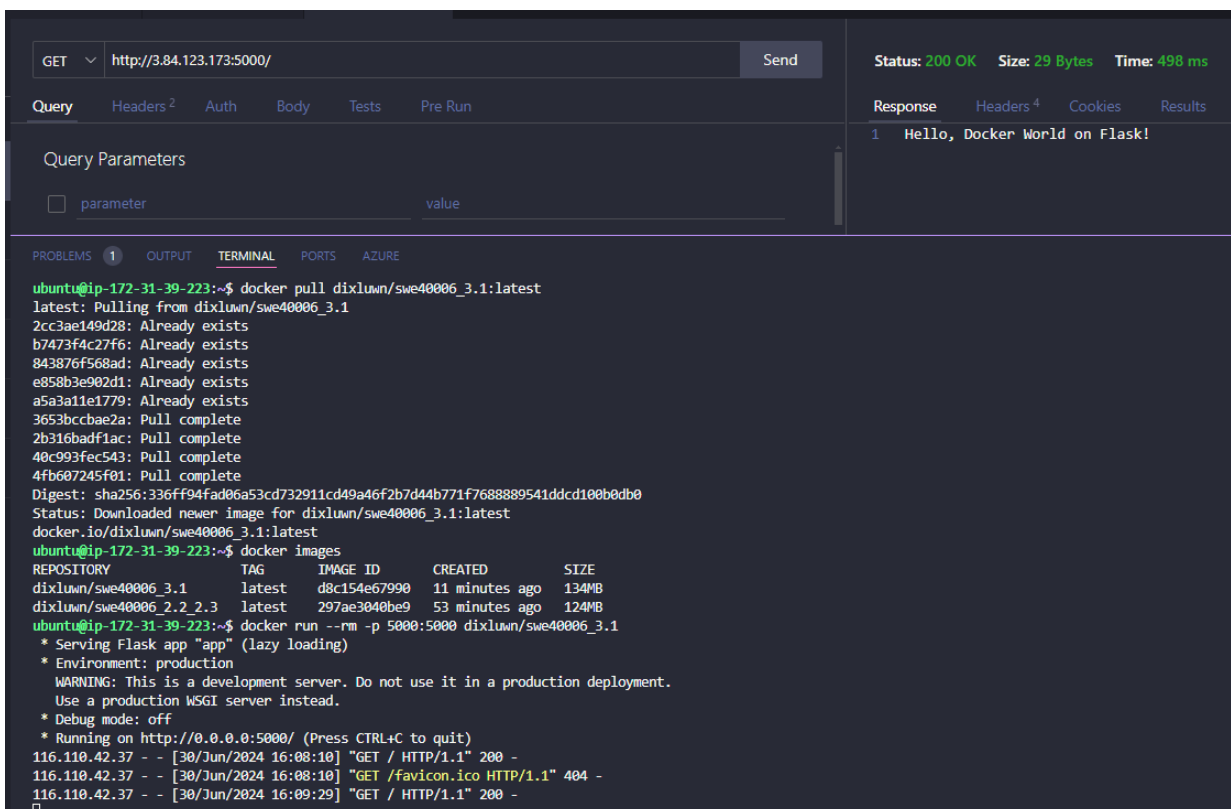 GET http://3.84.123.173:5000/ Send
Status: 200 OK Size: 29 Bytes Time: 498 ms
Query Headers 2 Auth Body Tests Pre Run
Response Headers 4 Cookies Results
1 Hello, Docker World on Flask!
Query Parameters
parameter value
PROBLEMS 1 OUTPUT TERMINAL PORTS AZURE
ubuntu@ip-172-31-39-223:~$ docker pull dixluwn/swe40006_3.1:latest
latest: Pulling from dixluwn/swe40006_3.1
2cc3ae149d28: Already exists
b7473f4c27f6: Already exists
843876f568ad: Already exists
e858b3e902d1: Already exists
a5a3a11e1779: Already exists
3653bccbae2a: Pull complete
2b316badf1ac: Pull complete
40c993fec543: Pull complete
4fb607245f01: Pull complete
Digest: sha256:336ff94fad06a53cd732911cd49a46f2b7d44b771f7688889541ddcd100b0db0
Status: Downloaded newer image for dixluwn/swe40006_3.1:latest
docker.io/dixluwn/swe40006_3.1:latest
ubuntu@ip-172-31-39-223:~$ docker images
REPOSITORY TAG IMAGE ID CREATED SIZE
dixluwn/swe40006_3.1 latest d8c154e67990 11 minutes ago 134MB
dixluwn/swe40006_2.2_2.3 latest 297ae3040be9 53 minutes ago 124MB
ubuntu@ip-172-31-39-223:~$ docker run --rm -p 5000:5000 dixluwn/swe40006_3.1
* Serving Flask app "app" (lazy loading)
* Environment: production
WARNING: This is a development server. Do not use it in a production deployment.
Use a production WSGI server instead.
* Debug mode: off
* Running on http://0.0.0.0:5000/ (Press CTRL+C to quit)
116.110.42.37 - - [30/Jun/2024 16:08:10] "GET / HTTP/1.1" 200 -
116.110.42.37 - - [30/Jun/2024 16:08:10] "GET /favicon.ico HTTP/1.1" 404 -
116.110.42.37 - - [30/Jun/2024 16:09:29] "GET / HTTP/1.1" 200 -